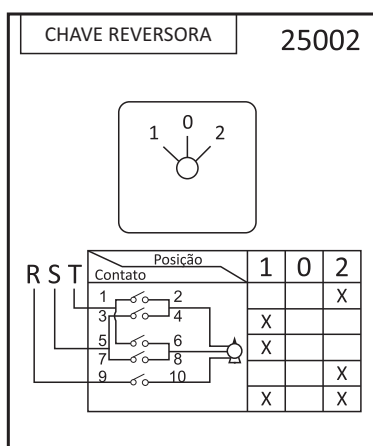 CHAVE REVERSORA
25002
1 0 2
R S T
Posição
Contato
1 0 2
1 2 X
3 4 X
5 6 X
7 8 X
9 10 X X